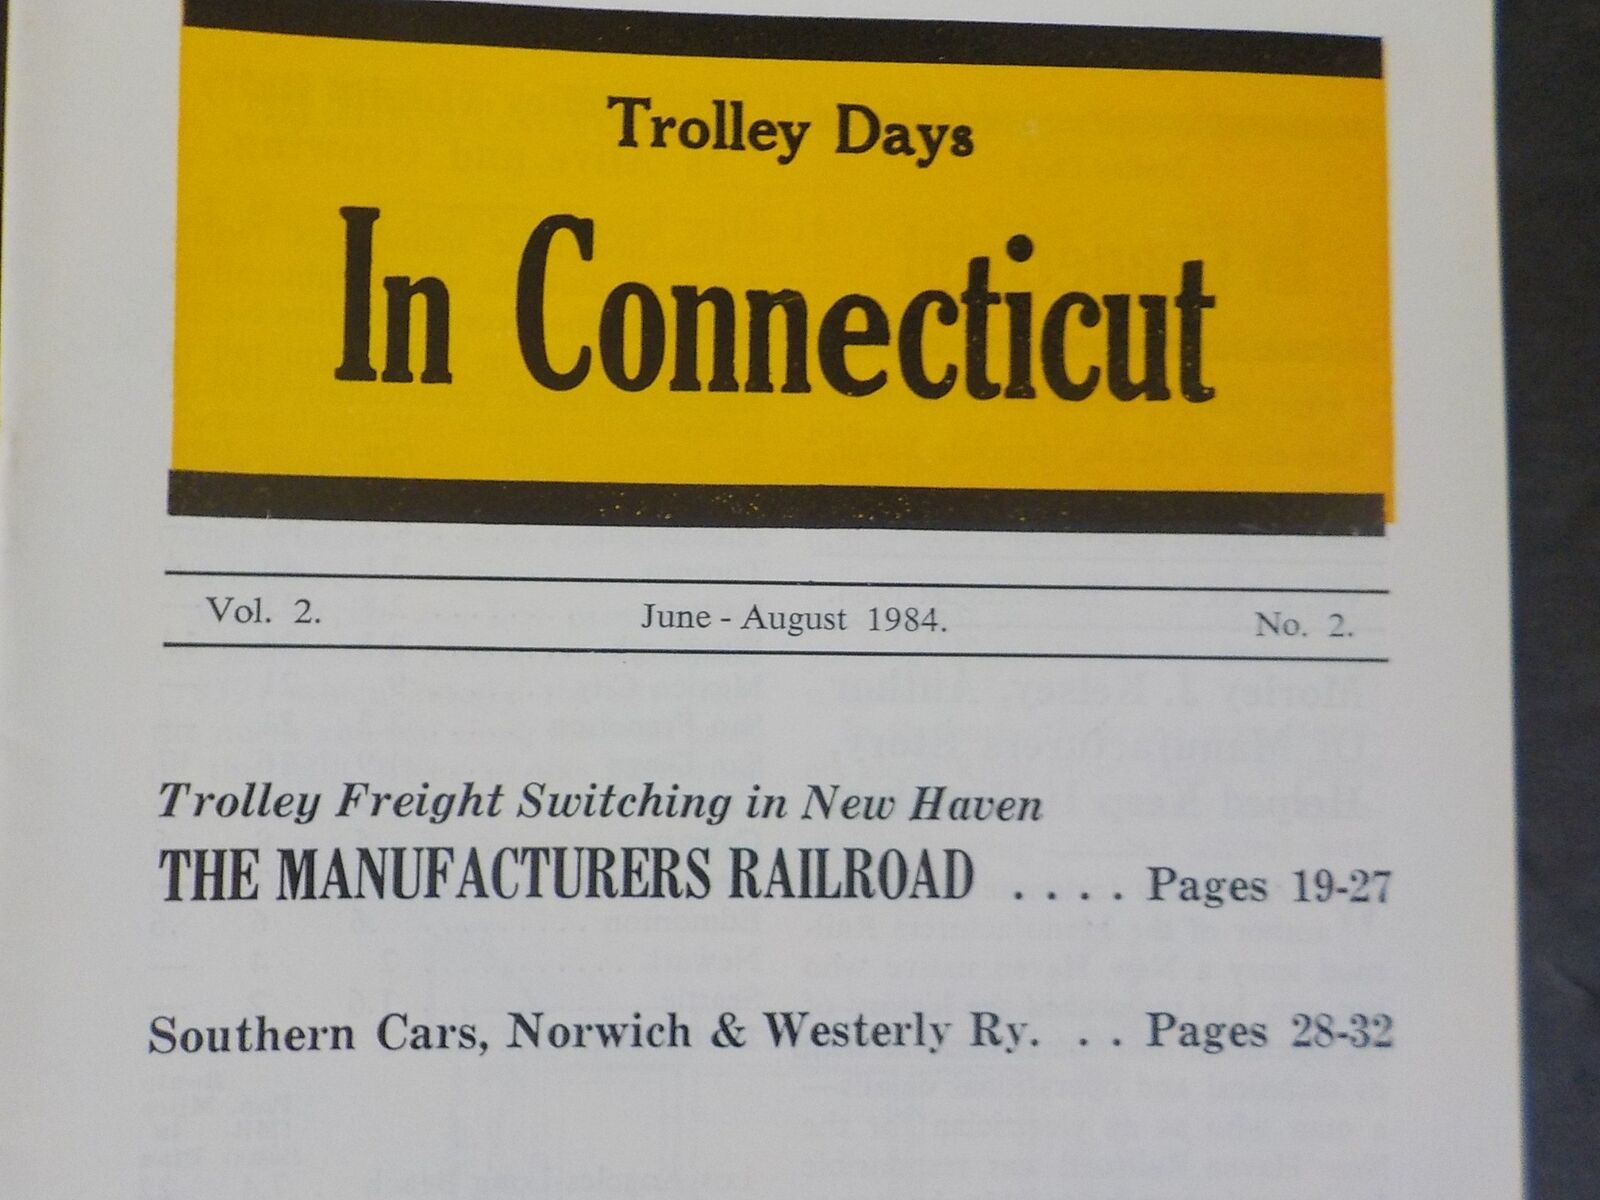 Trolley Days
In Connecticut
Vol. 2. June - August 1984. No. 2.
Trolley Freight Switching in New Haven
THE MANUFACTURERS RAILROAD . . . . Pages 19-27
Southern Cars, Norwich & Westerly Ry. . . Pages 28-32